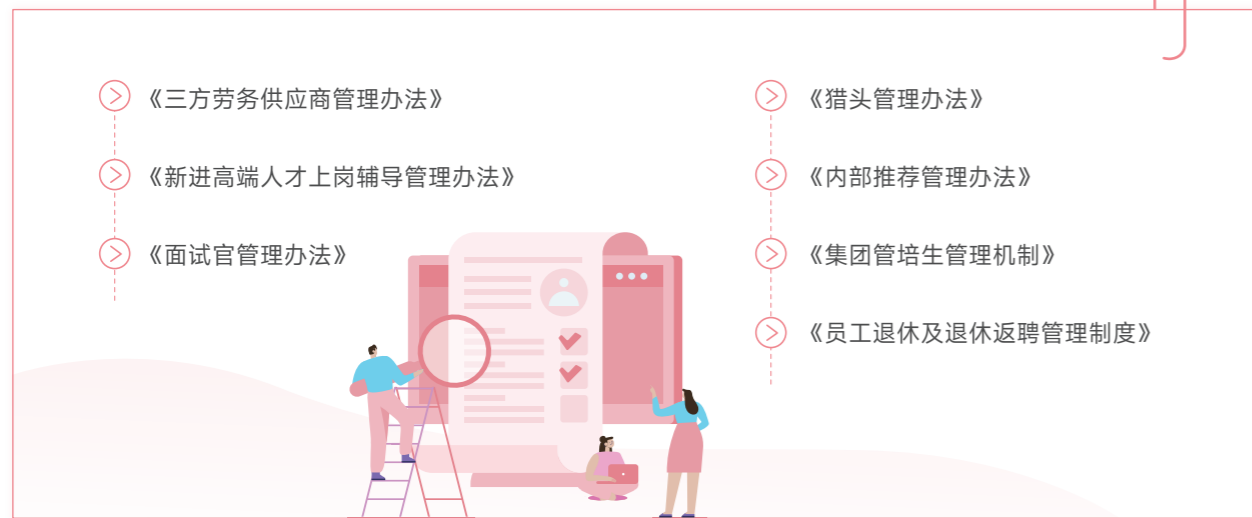 《三方劳务供应商管理办法》
《新进高端人才上岗辅导管理办法》
《面试官管理办法》
《猎头管理办法》
《内部推荐管理办法》
《集团管培生管理机制》
《员工退休及退休返聘管理制度》